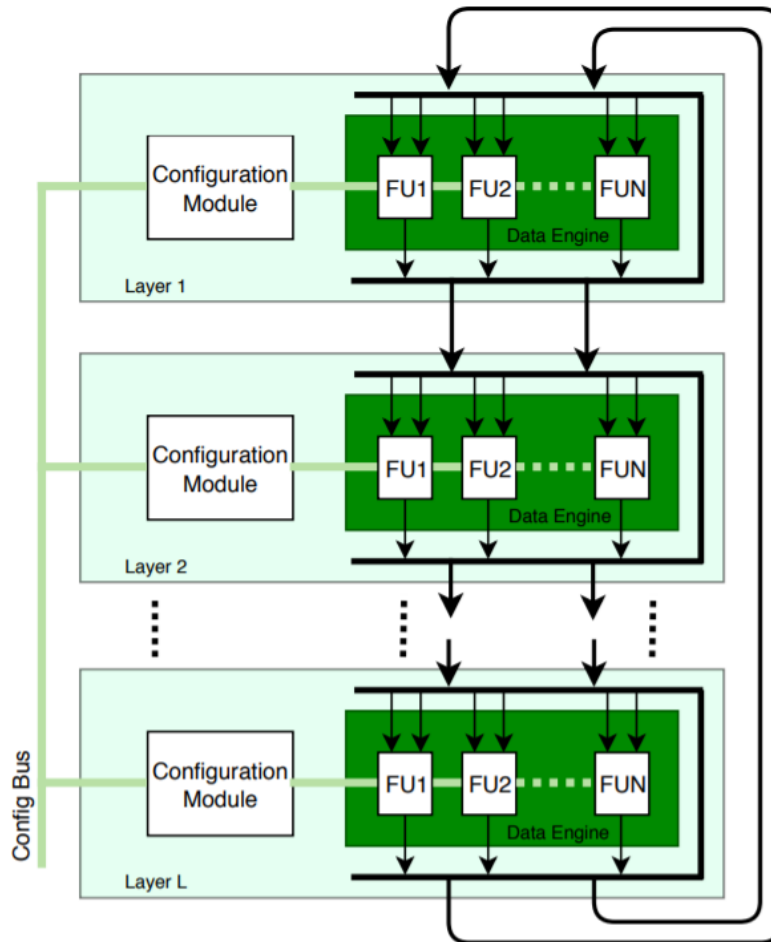 Configuration
Module
FU1
FU2
FUN
Data Engine
Layer 1
Configuration
Module
FU1
FU2
FUN
Data Engine
Layer 2
Configuration
Module
FU1
FU2
FUN
Data Engine
Layer L
Config Bus